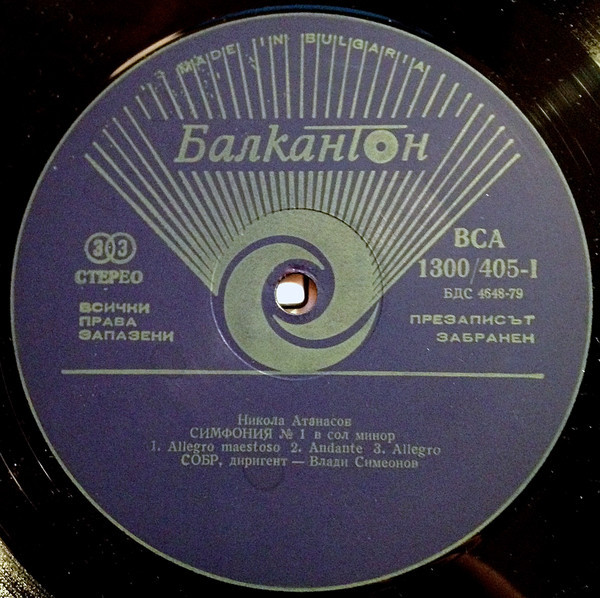 MADE IN BULGARIA
Балкантон
ВСА
1300/405-I
БДС 4648-79
33
СТЕРЕО
ВСИЧКИ
ПРАВА
ЗАПАЗЕНИ
ПРЕЗАПИСЪТ
ЗАБРАНЕН
Никола Атанасов
СИМФОНИЯ № 1 в сол минор
1. Allegro maestoso 2. Andante 3. Allegro
СОБР, диригент — Влади Симеонов